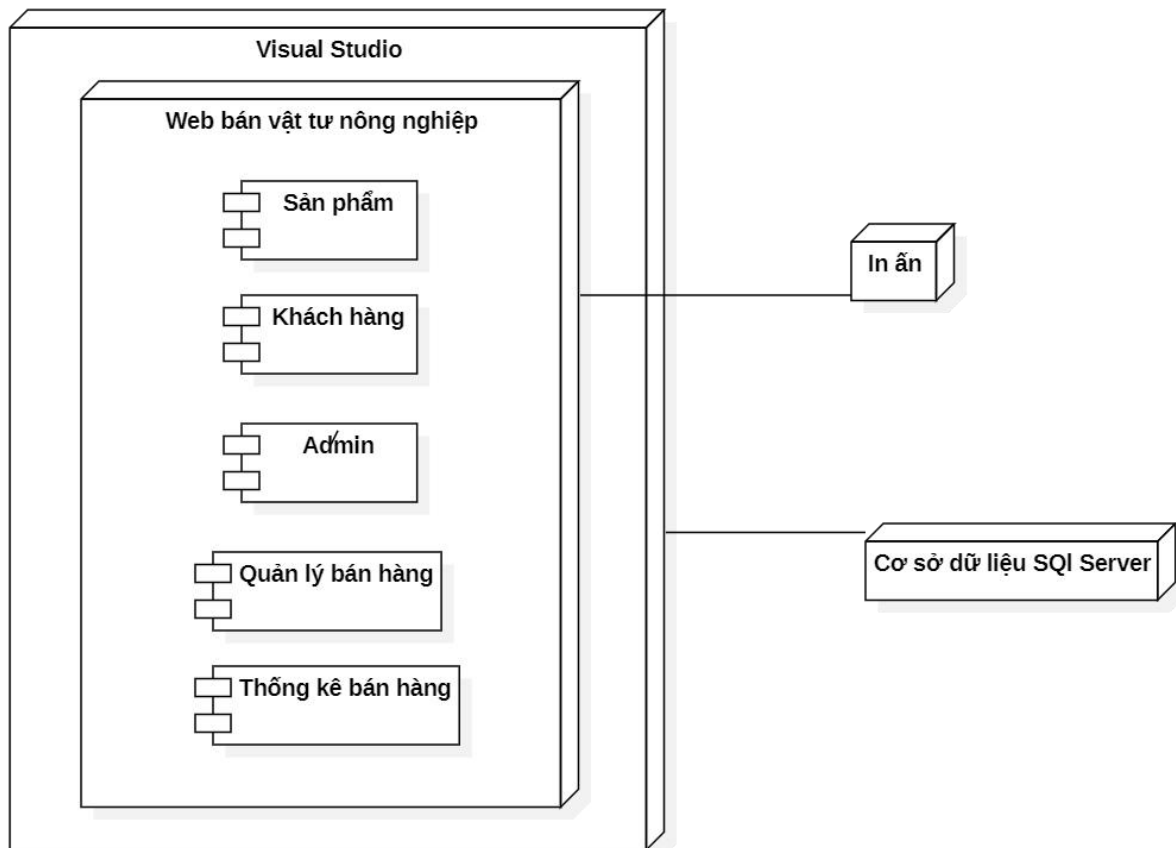 Visual Studio
Web bán vật tư nông nghiệp
Sản phẩm
Khách hàng
Admin
Quản lý bán hàng
Thống kê bán hàng
In ấn
Cơ sở dữ liệu SQl Server